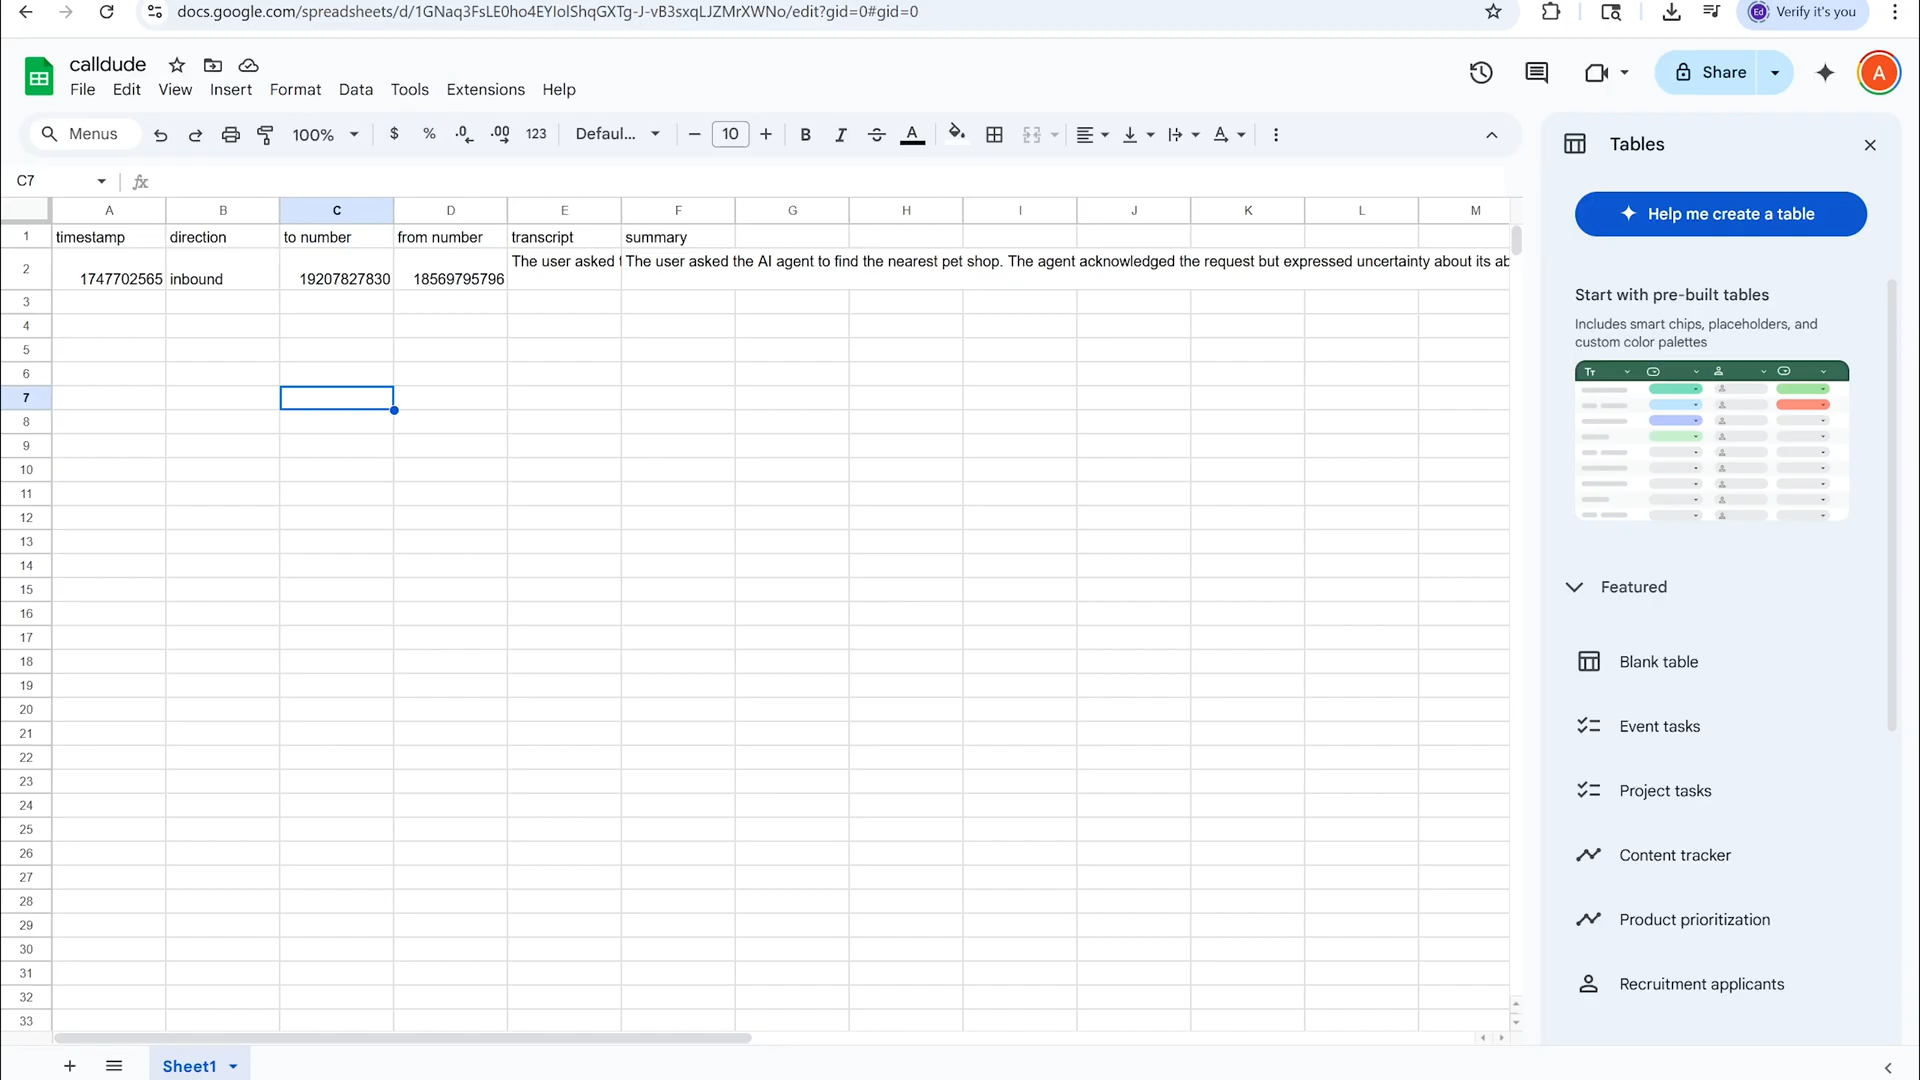 docs.google.com/spreadsheets/d/1GNaq3FsLE0ho4EYIolShqGXTg-J-vB3sxqLJZMrXWNo/edit?gid=0#gid=0
Ed Verify it's you
calldude
File Edit View Insert Format Data Tools Extensions Help
Share
A
Menus
100%
$ % .0 .00 123
Defaul...
10
B I A
Tables
C7
fx
Help me create a table
A B C D E F G H I J K L M
1 timestamp direction to number from number transcript summary
2 1747702565 inbound 19207827830 18569795796 The user asked The user asked the AI agent to find the nearest pet shop. The agent acknowledged the request but expressed uncertainty about its ab
3
4
5
6
7
8
9
10
11
12
13
14
15
16
17
18
19
20
21
22
23
24
25
26
27
28
29
30
31
32
33
Start with pre-built tables
Includes smart chips, placeholders, and
custom color palettes
Tт
Featured
Blank table
Event tasks
Project tasks
Content tracker
Product prioritization
Recruitment applicants
Sheet1